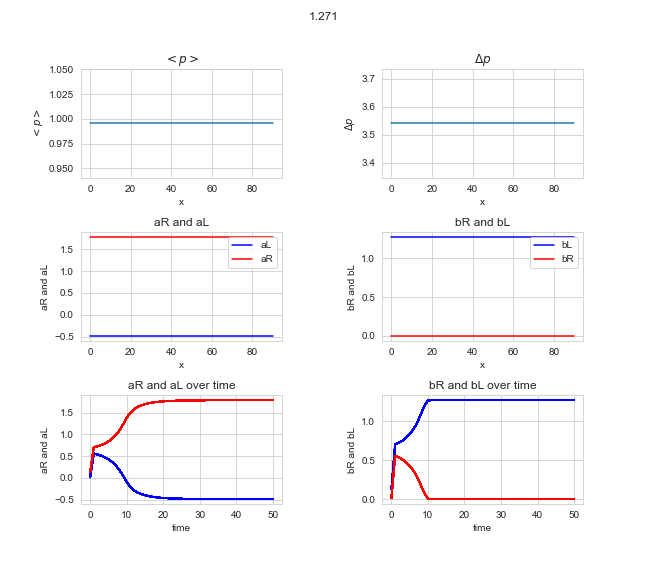 1.271
< p >
Δp
1.050
1.025
1.000
0.975
0.950
< p >
0 20 40 60 80
x
3.7
3.6
3.5
3.4
Δp
0 20 40 60 80
x
aR and aL
1.5
1.0
0.5
0.0
−0.5
aR and aL
aL
aR
0 20 40 60 80
x
bR and bL
1.0
0.5
0.0
bR and bL
bL
bR
0 20 40 60 80
x
aR and aL over time
1.5
1.0
0.5
0.0
−0.5
aR and aL
0 10 20 30 40 50
time
bR and bL over time
1.0
0.5
0.0
bR and bL
0 10 20 30 40 50
time